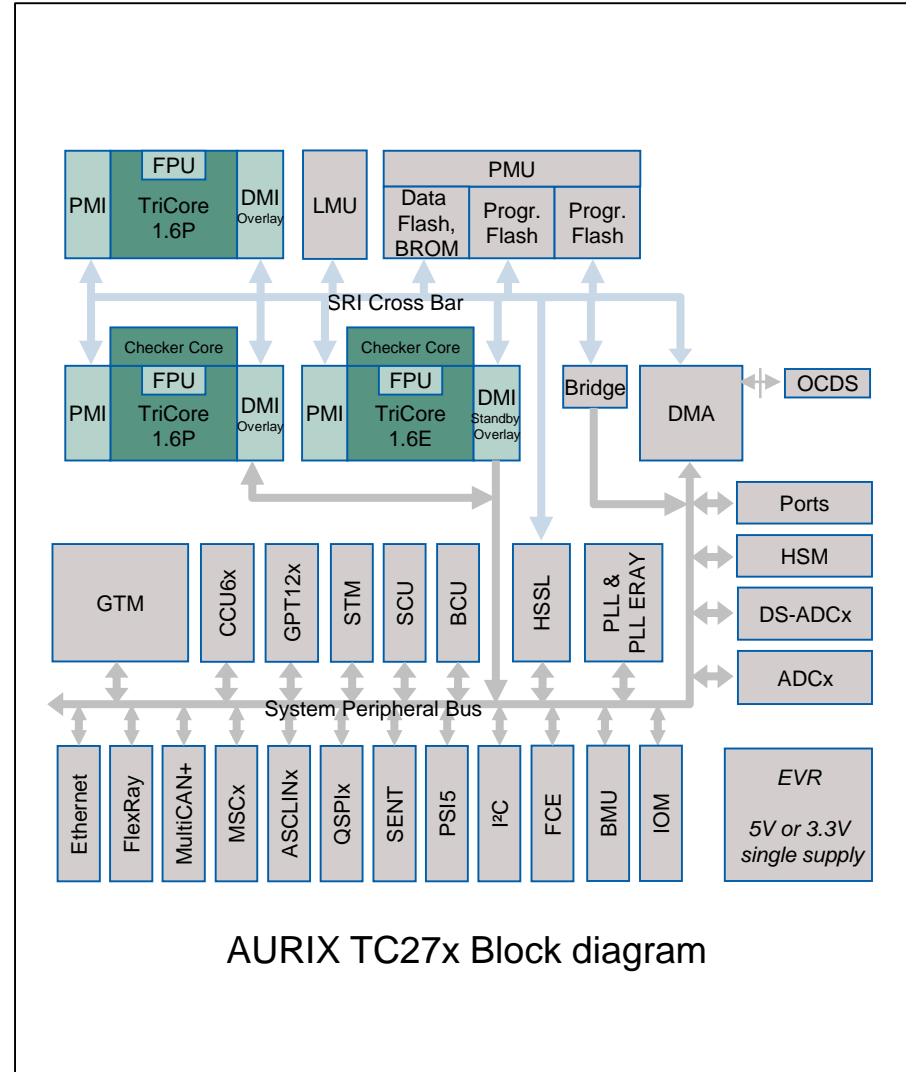 FPU
PMI
TriCore
1.6P
DMI
Overlay
LMU
PMU
Data
Flash,
BROM
Progr.
Flash
Progr.
Flash
SRI Cross Bar
Checker Core
FPU
PMI
TriCore
1.6P
DMI
Overlay
Checker Core
FPU
PMI
TriCore
1.6E
DMI
Standby
Overlay
Bridge
DMA
OCDS
Ports
HSM
DS-ADCx
ADCx
GTM
CCU6x
GPT12x
STM
SCU
BCU
HSSL
PLL &
PLL ERAY
System Peripheral Bus
Ethernet
FlexRay
MultiCAN+
MSCx
ASCLINx
QSPIx
SENT
PSI5
I²C
FCE
BMU
IOM
EVR
5V or 3.3V
single supply
AURIX TC27x Block diagram